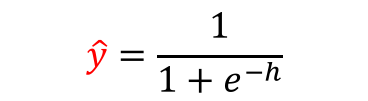 ŷ = 1 / (1 + e^{-h})